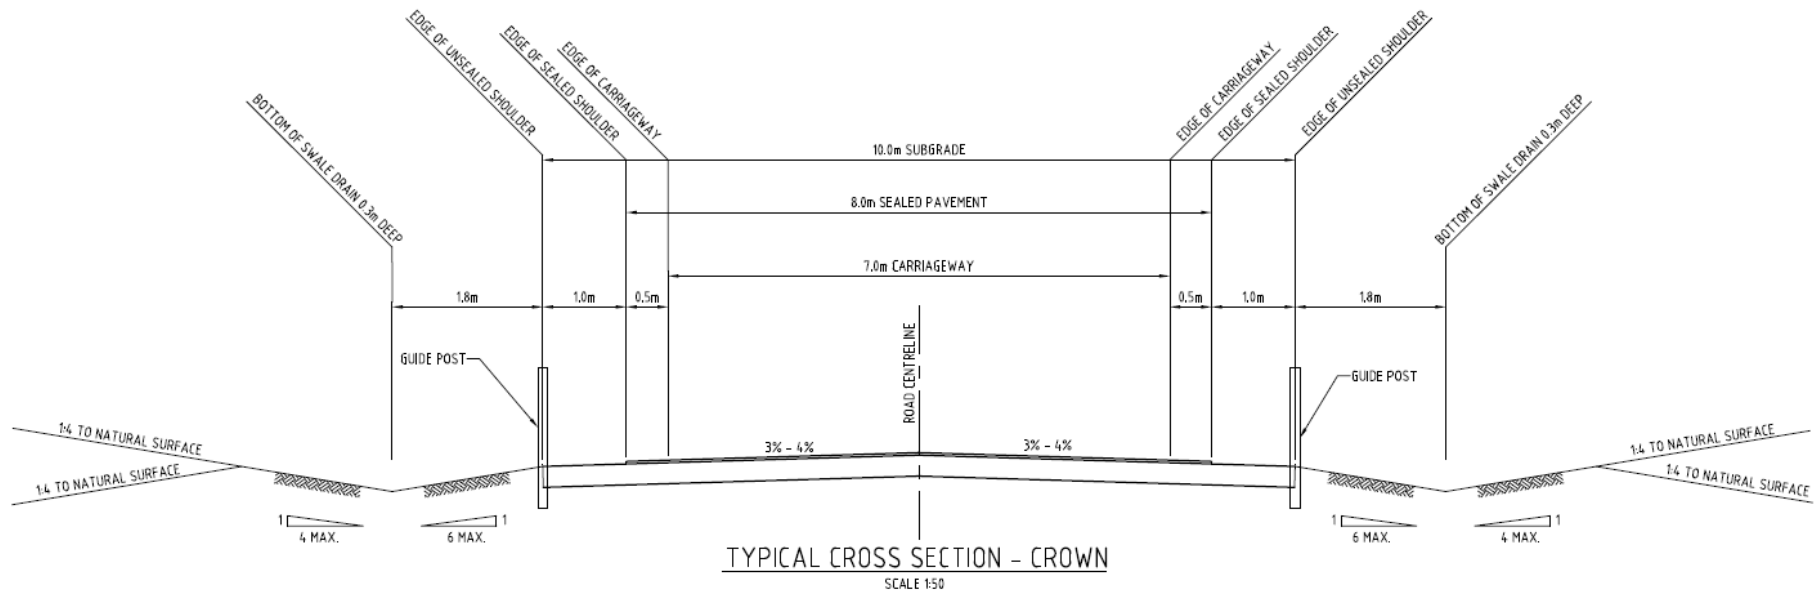 EDGE OF UNSEALED SHOULDER
EDGE OF SEALED SHOULDER
EDGE OF CARRIAGEWAY
BOTTOM OF SWALE DRAIN 0.3m DEEP
EDGE OF CARRIAGEWAY
EDGE OF SEALED SHOULDER
EDGE OF UNSEALED SHOULDER
BOTTOM OF SWALE DRAIN 0.3m DEEP
10.0m SUBGRADE
8.0m SEALED PAVEMENT
7.0m CARRIAGEWAY
1.8m
1.0m
0.5m
0.5m
1.0m
1.8m
ROAD CENTRELINE
GUIDE POST
GUIDE POST
1:4 TO NATURAL SURFACE
1:4 TO NATURAL SURFACE
3% - 4%
3% - 4%
1:4 TO NATURAL SURFACE
1:4 TO NATURAL SURFACE
1
4 MAX.
1
6 MAX.
1
6 MAX.
1
4 MAX.
TYPICAL CROSS SECTION - CROWN
SCALE 1:50